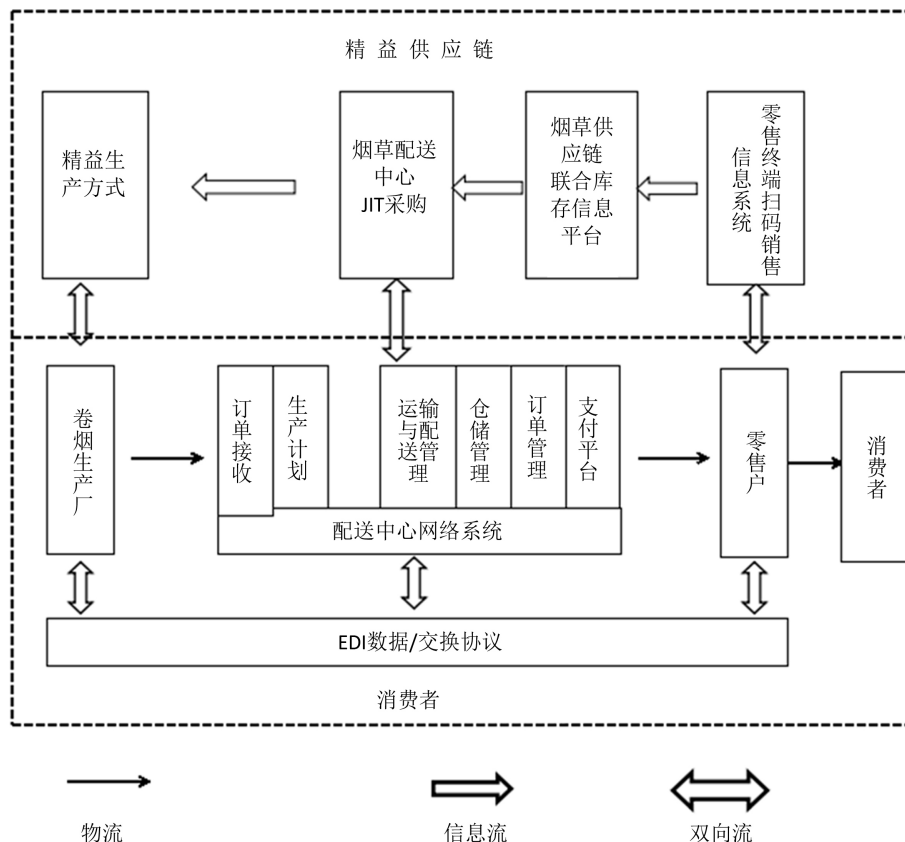 精益供应链
精益生
产方式
烟草配送
中心
JIT采购
烟草供
应链
联合库
存信息
平台
零售终端扫码销售
信息系统
卷烟生产厂
订单接收
生产计划
运输
与配
送管
理
仓储管理
订单管理
支付平台
配送中心网络系统
零售户
消费者
EDI数据/交换协议
消费者
物流
信息流
双向流